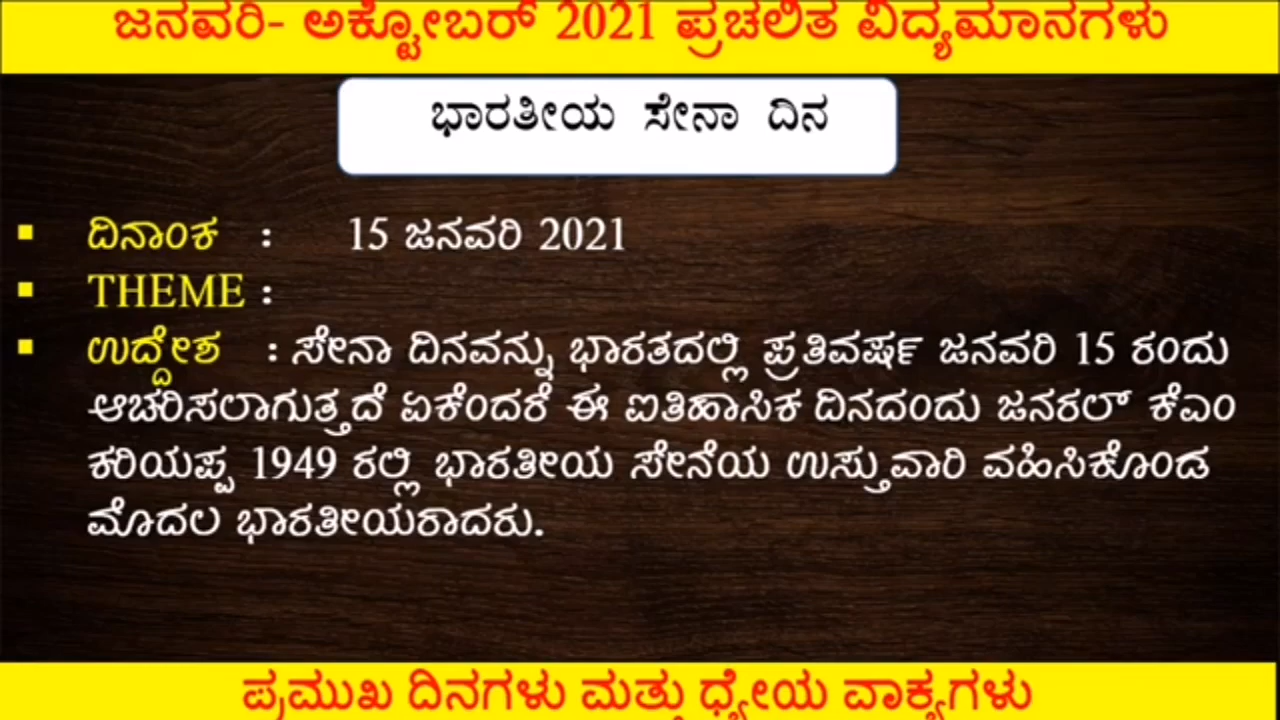 ಜನವರಿ- ಅಕ್ಟೋಬರ್ 2021 ಪ್ರಚಲಿತ ವಿದ್ಯಮಾನಗಳು
ಭಾರತೀಯ ಸೇನಾ ದಿನ
▪ ದಿನಾಂಕ : 15 ಜನವರಿ 2021
▪ THEME :
▪ ಉದ್ದೇಶ : ಸೇನಾ ದಿನವನ್ನು ಭಾರತದಲ್ಲಿ ಪ್ರತಿವರ್ಷ ಜನವರಿ 15 ರಂದು
ಆಚರಿಸಲಾಗುತ್ತದೆ ಏಕೆಂದರೆ ಈ ಐತಿಹಾಸಿಕ ದಿನದಂದು ಜನರಲ್ ಕೆಎಂ
ಕರಿಯಪ್ಪ 1949 ರಲ್ಲಿ ಭಾರತೀಯ ಸೇನೆಯ ಉಸ್ತುವಾರಿ ವಹಿಸಿಕೊಂಡ
ಮೊದಲ ಭಾರತೀಯರಾದರು.
ಪ್ರಮುಖ ದಿನಗಳು ಮತ್ತು ಧ್ಯೇಯ ವಾಕ್ಯಗಳು